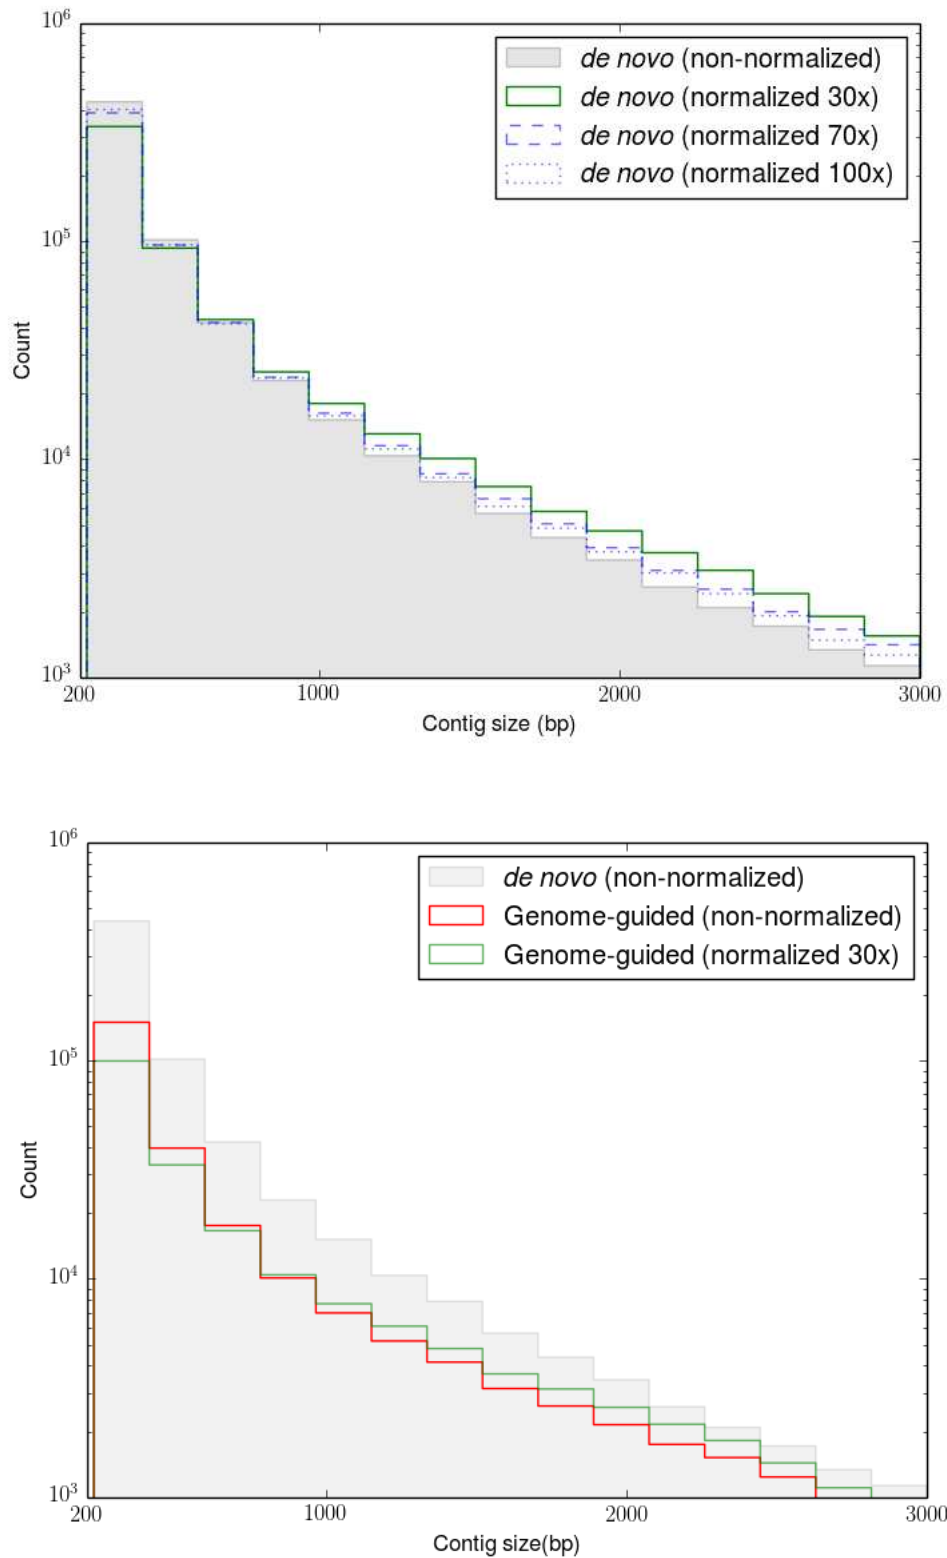 10^6
de novo (non-normalized)
de novo (normalized 30x)
de novo (normalized 70x)
de novo (normalized 100x)
10^5
Count
10^4
10^3
200 1000 2000 3000
Contig size (bp)
10^6
de novo (non-normalized)
Genome-guided (non-normalized)
Genome-guided (normalized 30x)
10^5
Count
10^4
10^3
200 1000 2000 3000
Contig size(bp)